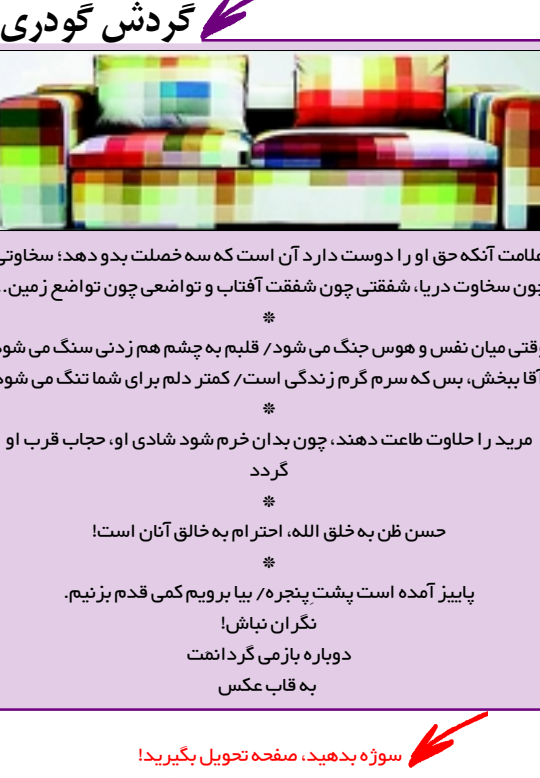 گردش گودری
علامت آنکه حق او را دوست دارد آن است که سه خصلت بدو دهد؛ سخاوتی
چون سخاوت دریا، شفقتی چون شفقت آفتاب و تواضعی چون تواضع زمین..
❊
وقتی میان نفس و هوس جنگ می شود/ قلبم به چشم هم زدنی سنگ می شود
آقا ببخش، بس که سرم گرم زندگی است/ کمتر دلم برای شما تنگ می شود
❊
مرید را حلاوت طاعت دهند، چون بدان خرم شود شادی او، حجاب قرب او
گردد
❊
حسن ظن به خلق الله، احترام به خالق آنان است!
❊
پاییز آمده است پشتِ پنجره/ بیا برویم کمی قدم بزنیم.
نگران نباش!
دوباره بازمی گردانمَت
به قاب عکس
سوژه بدهید، صفحه تحویل بگیرید!